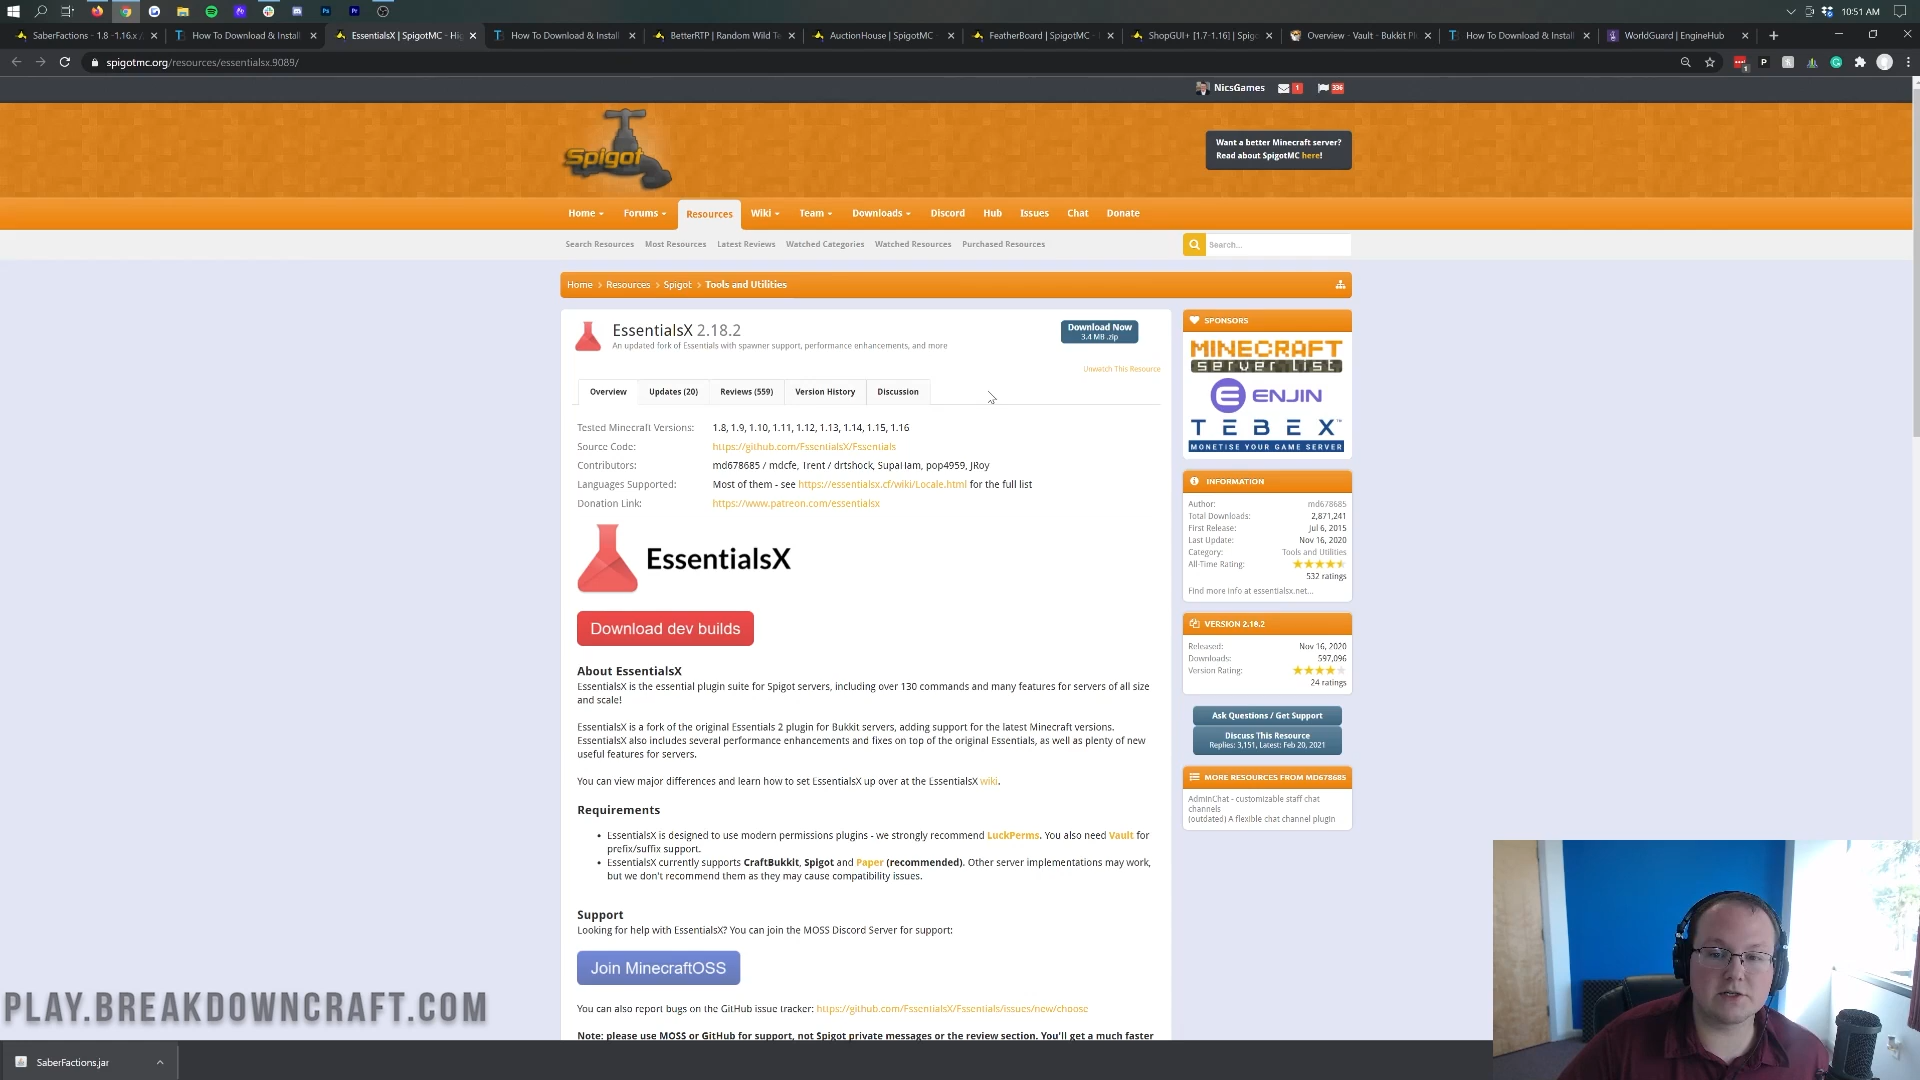 10:51 AM
SaberFactions - 1.8 -1.16.x
How To Download & Install
EssentialsX | SpigotMC - Hig
How To Download & Install
BetterRTP | Random Wild Te
AuctionHouse | SpigotMC -
FeatherBoard | SpigotMC -
ShopGUI+ [1.7-1.16] | Spigo
Overview - Vault - Bukkit Pl
How To Download & Install
WorldGuard | EngineHub
spigotmc.org/resources/essentialsx.9089/
NicsGames 1 336
Spigot
Want a better Minecraft server?
Read about SpigotMC here!
Home Forums Resources Wiki Team Downloads Discord Hub Issues Chat Donate
Search Resources Most Resources Latest Reviews Watched Categories Watched Resources Purchased Resources
Search...
Home > Resources > Spigot > Tools and Utilities
EssentialsX 2.18.2
An updated fork of Essentials with spawner support, performance enhancements, and more
Download Now
3.4 MB .zip
Unwatch This Resource
Overview Updates (20) Reviews (559) Version History Discussion
Tested Minecraft Versions: 1.8, 1.9, 1.10, 1.11, 1.12, 1.13, 1.14, 1.15, 1.16
Source Code: https://github.com/EssentialsX/Essentials
Contributors: md678685 / mdcfe, Trent / drtshock, SupaHam, pop4959, JRoy
Languages Supported: Most of them - see https://essentialsx.cf/wiki/Locale.html for the full list
Donation Link: https://www.patreon.com/essentialsx
EssentialsX
Download dev builds
About EssentialsX
EssentialsX is the essential plugin suite for Spigot servers, including over 130 commands and many features for servers of all size
and scale!
EssentialsX is a fork of the original Essentials 2 plugin for Bukkit servers, adding support for the latest Minecraft versions.
EssentialsX also includes several performance enhancements and fixes on top of the original Essentials, as well as plenty of new
useful features for servers.
You can view major differences and learn how to set EssentialsX up over at the EssentialsX wiki.
Requirements
• EssentialsX is designed to use modern permissions plugins - we strongly recommend LuckPerms. You also need Vault for
prefix/suffix support.
• EssentialsX currently supports CraftBukkit, Spigot and Paper (recommended). Other server implementations may work,
but we don't recommend them as they may cause compatibility issues.
Support
Looking for help with EssentialsX? You can join the MOSS Discord Server for support:
Join MinecraftOSS
You can also report bugs on the GitHub issue tracker: https://github.com/EssentialsX/Essentials/issues/new/choose
Note: please use MOSS or GitHub for support, not Spigot private messages or the review section. You'll get a much faster
SPONSORS
MINECRAFT
SERVER LIST
ENJIN
TEBEX
MONETISE YOUR GAME SERVER
INFORMATION
Author: md678685
Total Downloads: 2,871,241
First Release: Jul 6, 2015
Last Update: Nov 16, 2020
Category: Tools and Utilities
All-Time Rating:
532 ratings
Find more info at essentialsx.net...
VERSION 2.18.2
Released: Nov 16, 2020
Downloads: 597,096
Version Rating:
24 ratings
Ask Questions / Get Support
Discuss This Resource
Replies: 3,151, Latest: Feb 20, 2021
MORE RESOURCES FROM MD678685
AdminChat - customizable staff chat
channels
(outdated) A flexible chat channel plugin
PLAY.BREAKDOWNCRAFT.COM
SaberFactions.jar